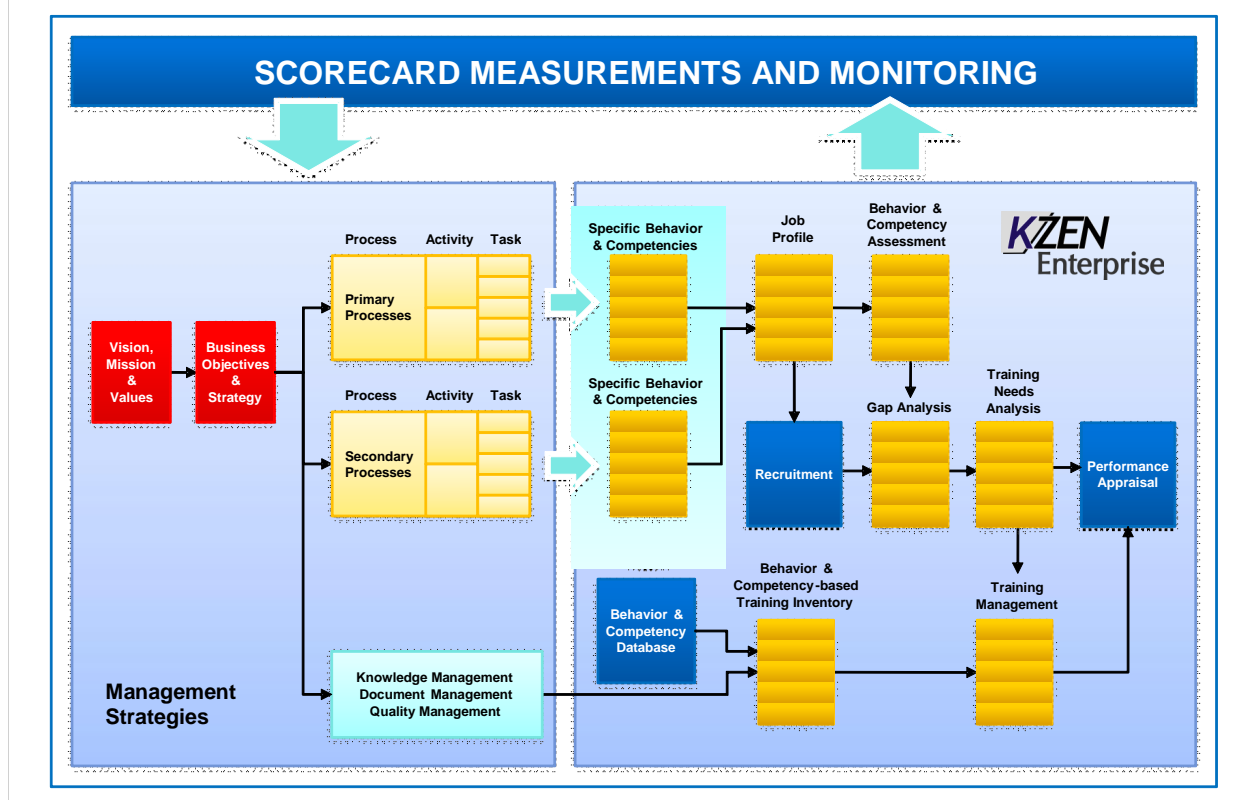 SCORECARD MEASUREMENTS AND MONITORING
Process Activity Task
Primary
Processes
Vision,
Mission
&
Values
Business
Objectives
&
Strategy
Process Activity Task
Secondary
Processes
Knowledge Management
Document Management
Quality Management
Management
Strategies
Specific Behavior
& Competencies
Job
Profile
Behavior &
Competency
Assessment
KZEN
Enterprise
Specific Behavior
& Competencies
Recruitment
Gap Analysis
Training
Needs
Analysis
Performance
Appraisal
Behavior &
Competency
Database
Behavior &
Competency-based
Training Inventory
Training
Management